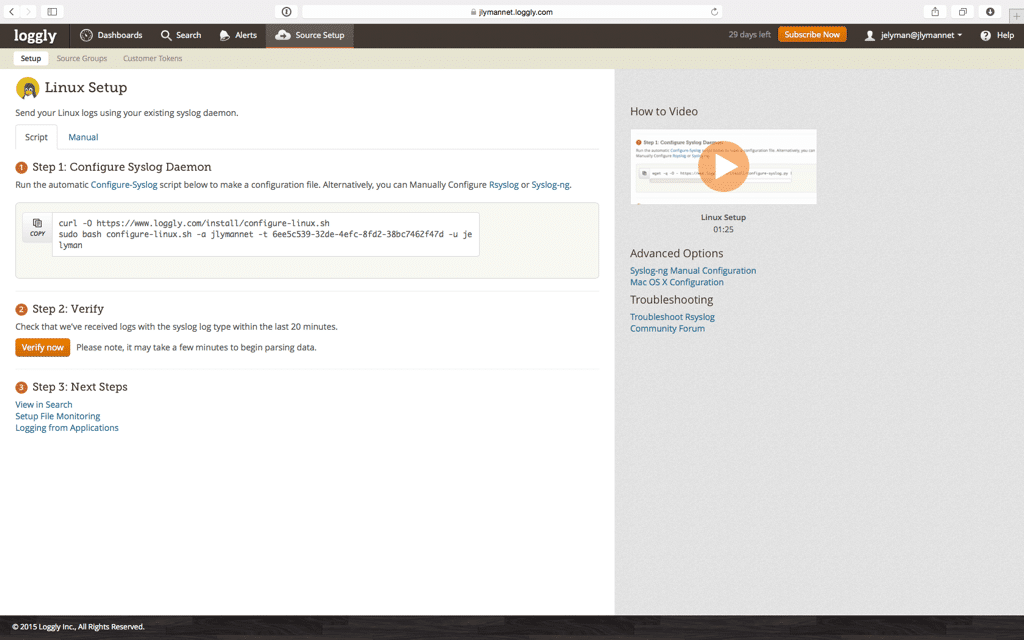 jlymannet.loggly.com
loggly Dashboards Search Alerts Source Setup 29 days left Subscribe Now jelyman@jlymannet Help
Setup Source Groups Customer Tokens
Linux Setup
Send your Linux logs using your existing syslog daemon.
Script Manual
1 Step 1: Configure Syslog Daemon
Run the automatic Configure-Syslog script below to make a configuration file. Alternatively, you can Manually Configure Rsyslog or Syslog-ng.
COPY
curl -O https://www.loggly.com/install/configure-linux.sh
sudo bash configure-linux.sh -a jlymannet -t 6ee5c539-32de-4efc-8fd2-38bc7462f47d -u je
lyman
2 Step 2: Verify
Check that we've received logs with the syslog log type within the last 20 minutes.
Verify now Please note, it may take a few minutes to begin parsing data.
3 Step 3: Next Steps
View in Search
Setup File Monitoring
Logging from Applications
How to Video
Step 1: Configure Syslog Daemon
Linux Setup
01:25
Advanced Options
Syslog-ng Manual Configuration
Mac OS X Configuration
Troubleshooting
Troubleshoot Rsyslog
Community Forum
© 2015 Loggly Inc., All Rights Reserved.